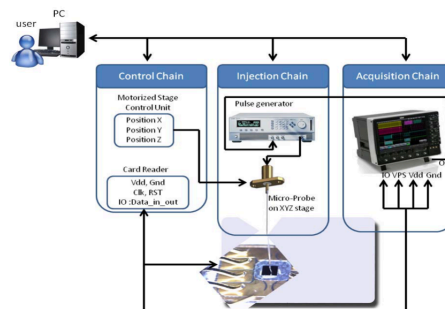 PC
user
Control Chain
Injection Chain
Acquisition Chain
Motorized Stage
Control Unit
Position X
Position Y
Position Z
Card Reader
Vdd, Gnd
Clk, RST
IO :Data_in_out
Pulse generator
Micro-Probe
on XYZ stage
IO VPS Vdd Gnd